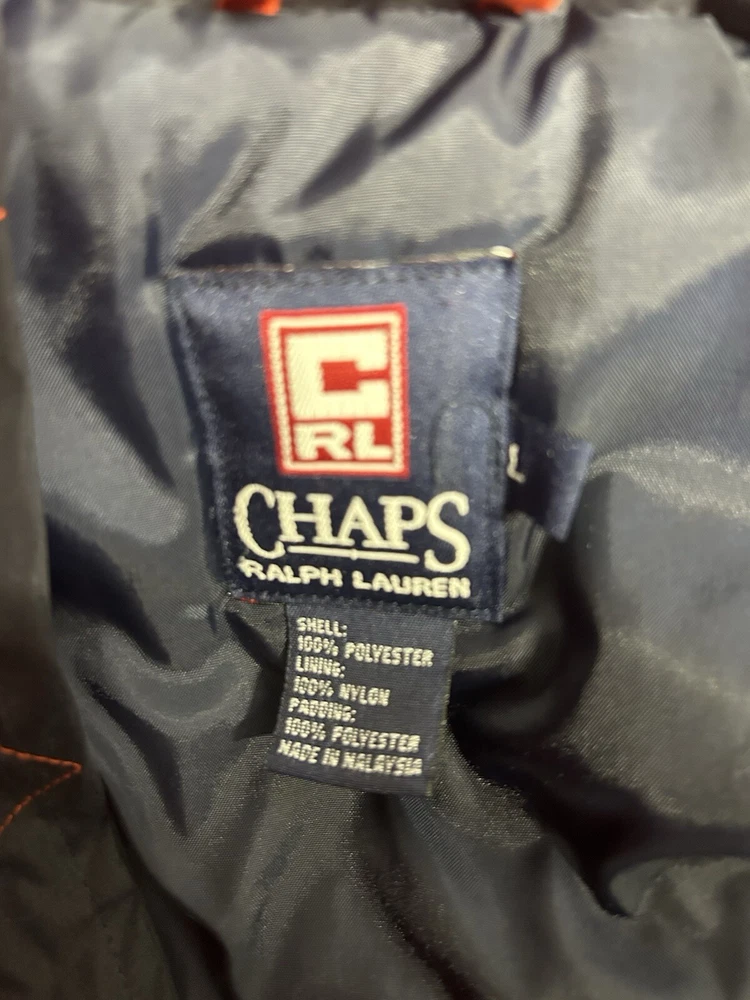 C
RL
CHAPS
RALPH LAUREN
L
SHELL:
100% POLYESTER
LINING:
100% NYLON
PADDING:
100% POLYESTER
MADE IN MALAYSIA